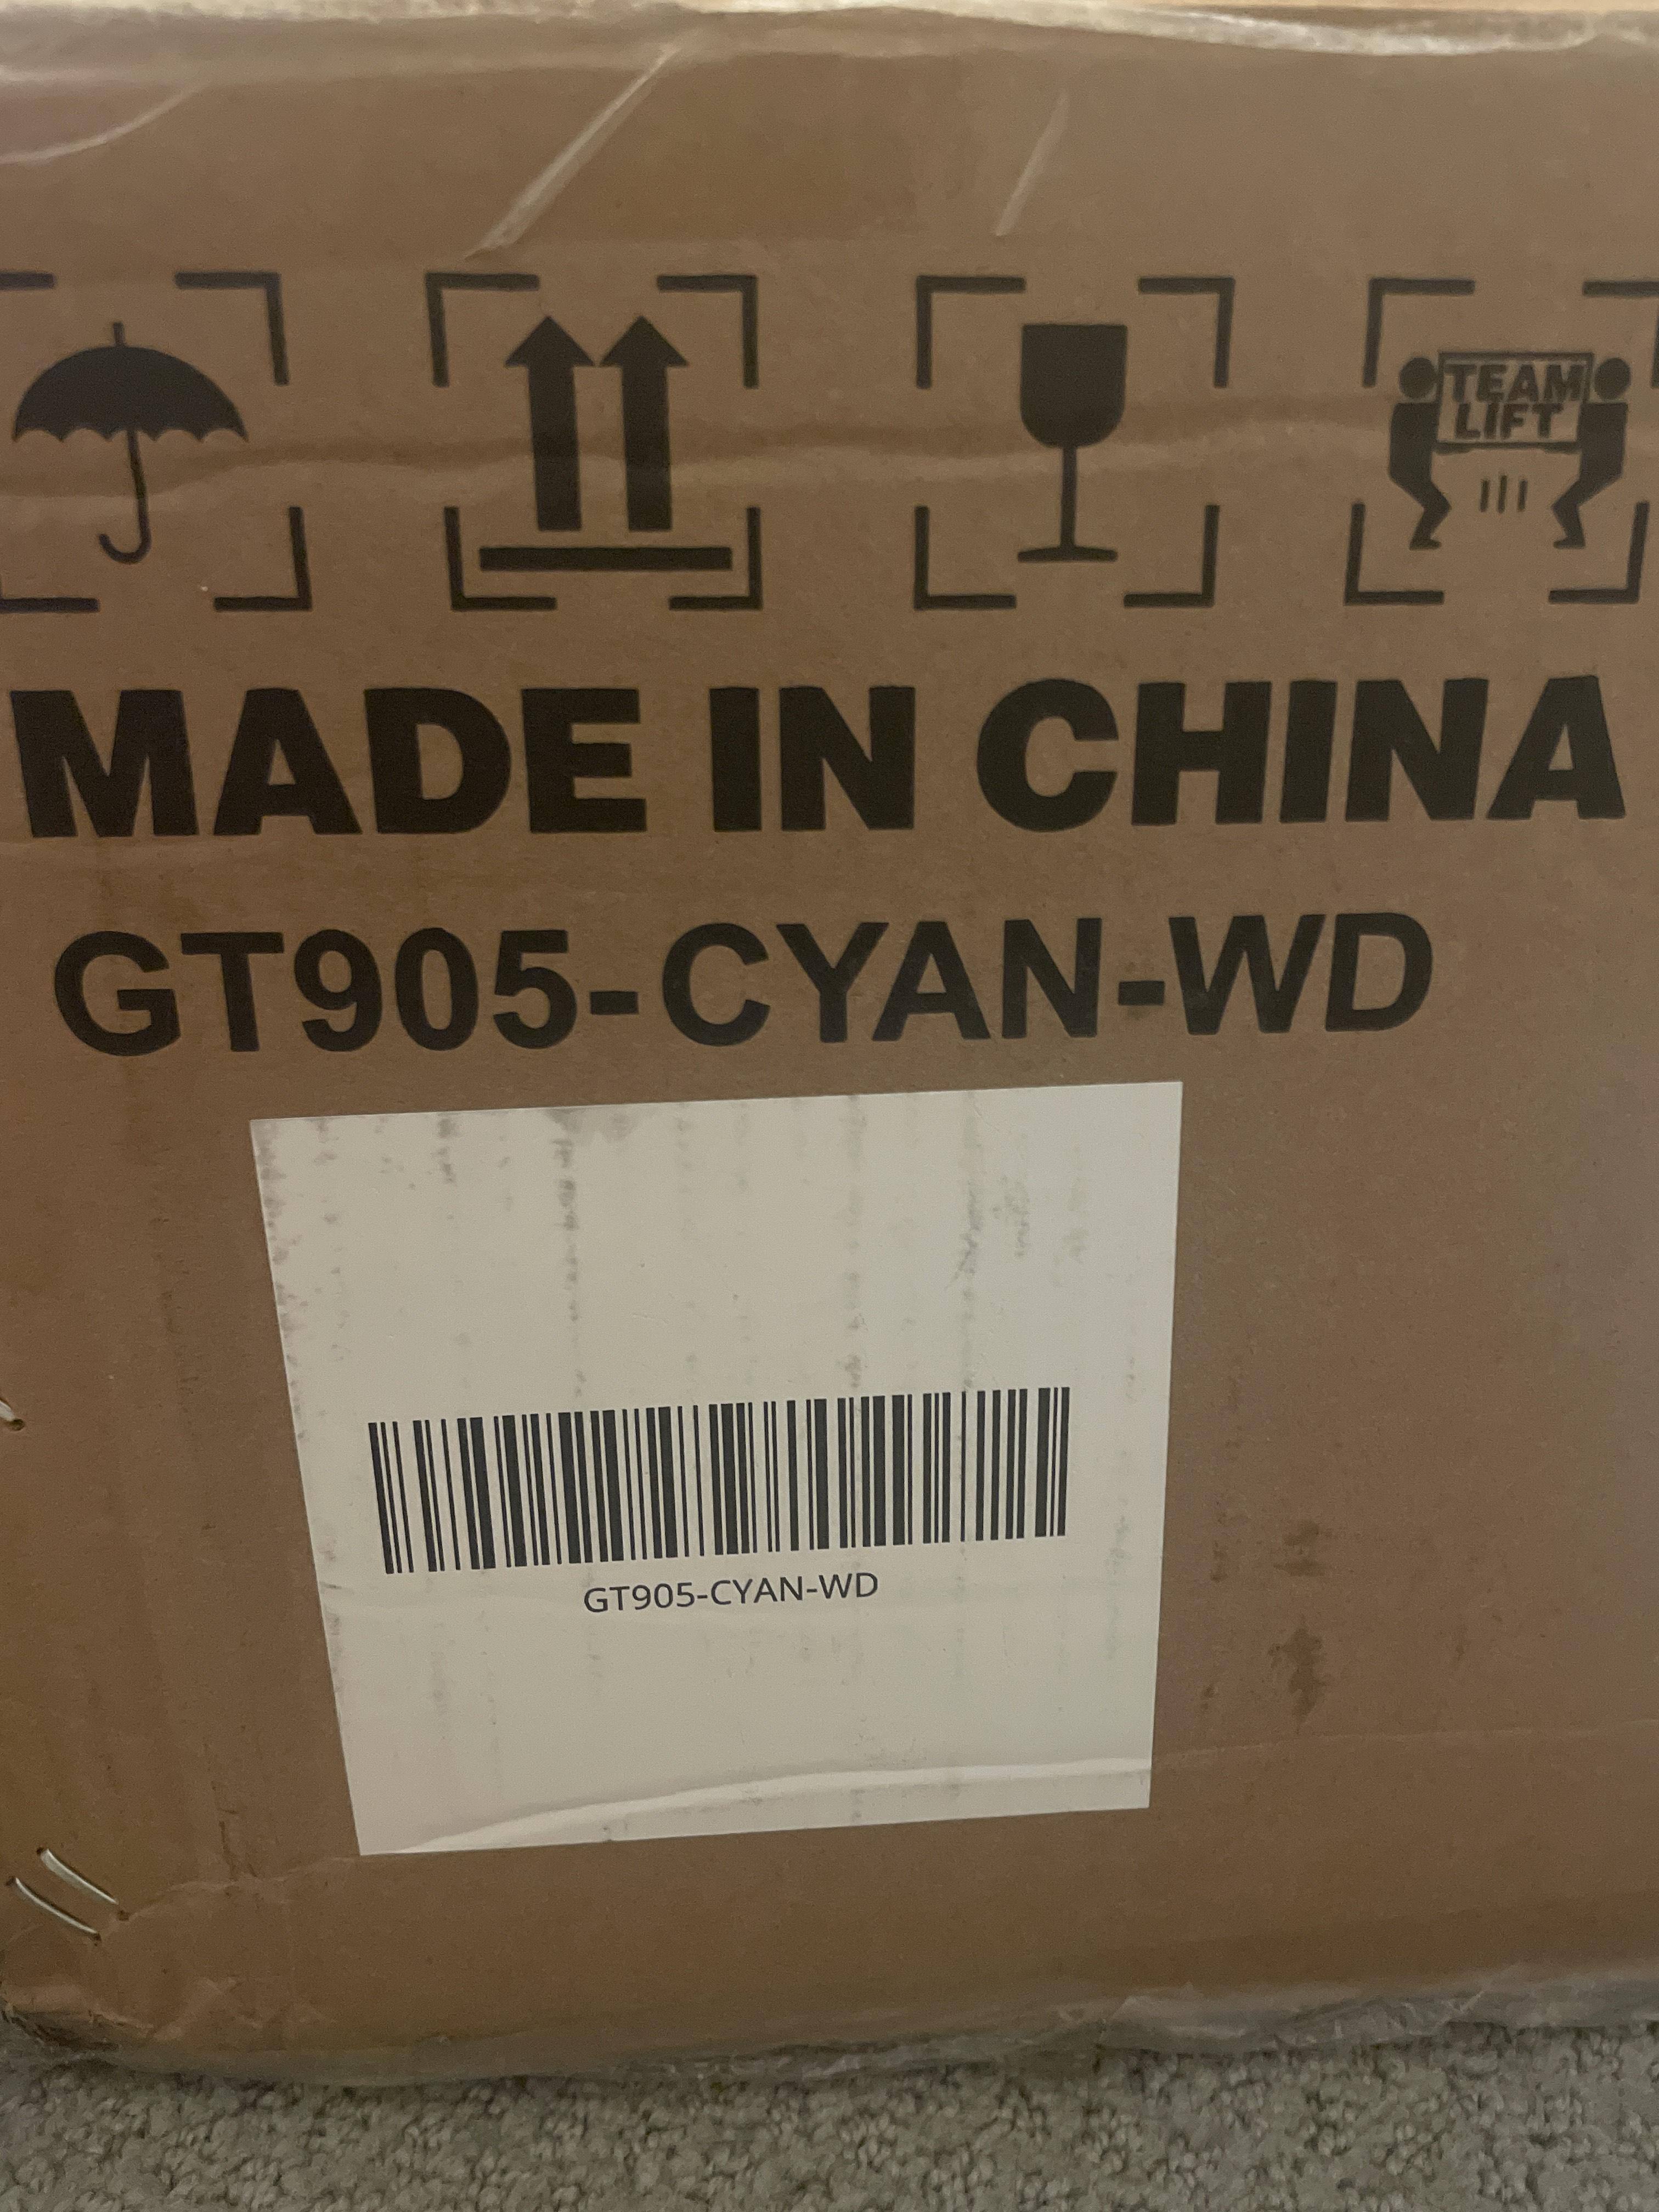 TEAM
LIFT
MADE IN CHINA
GT905-CYAN-WD
GT905-CYAN-WD